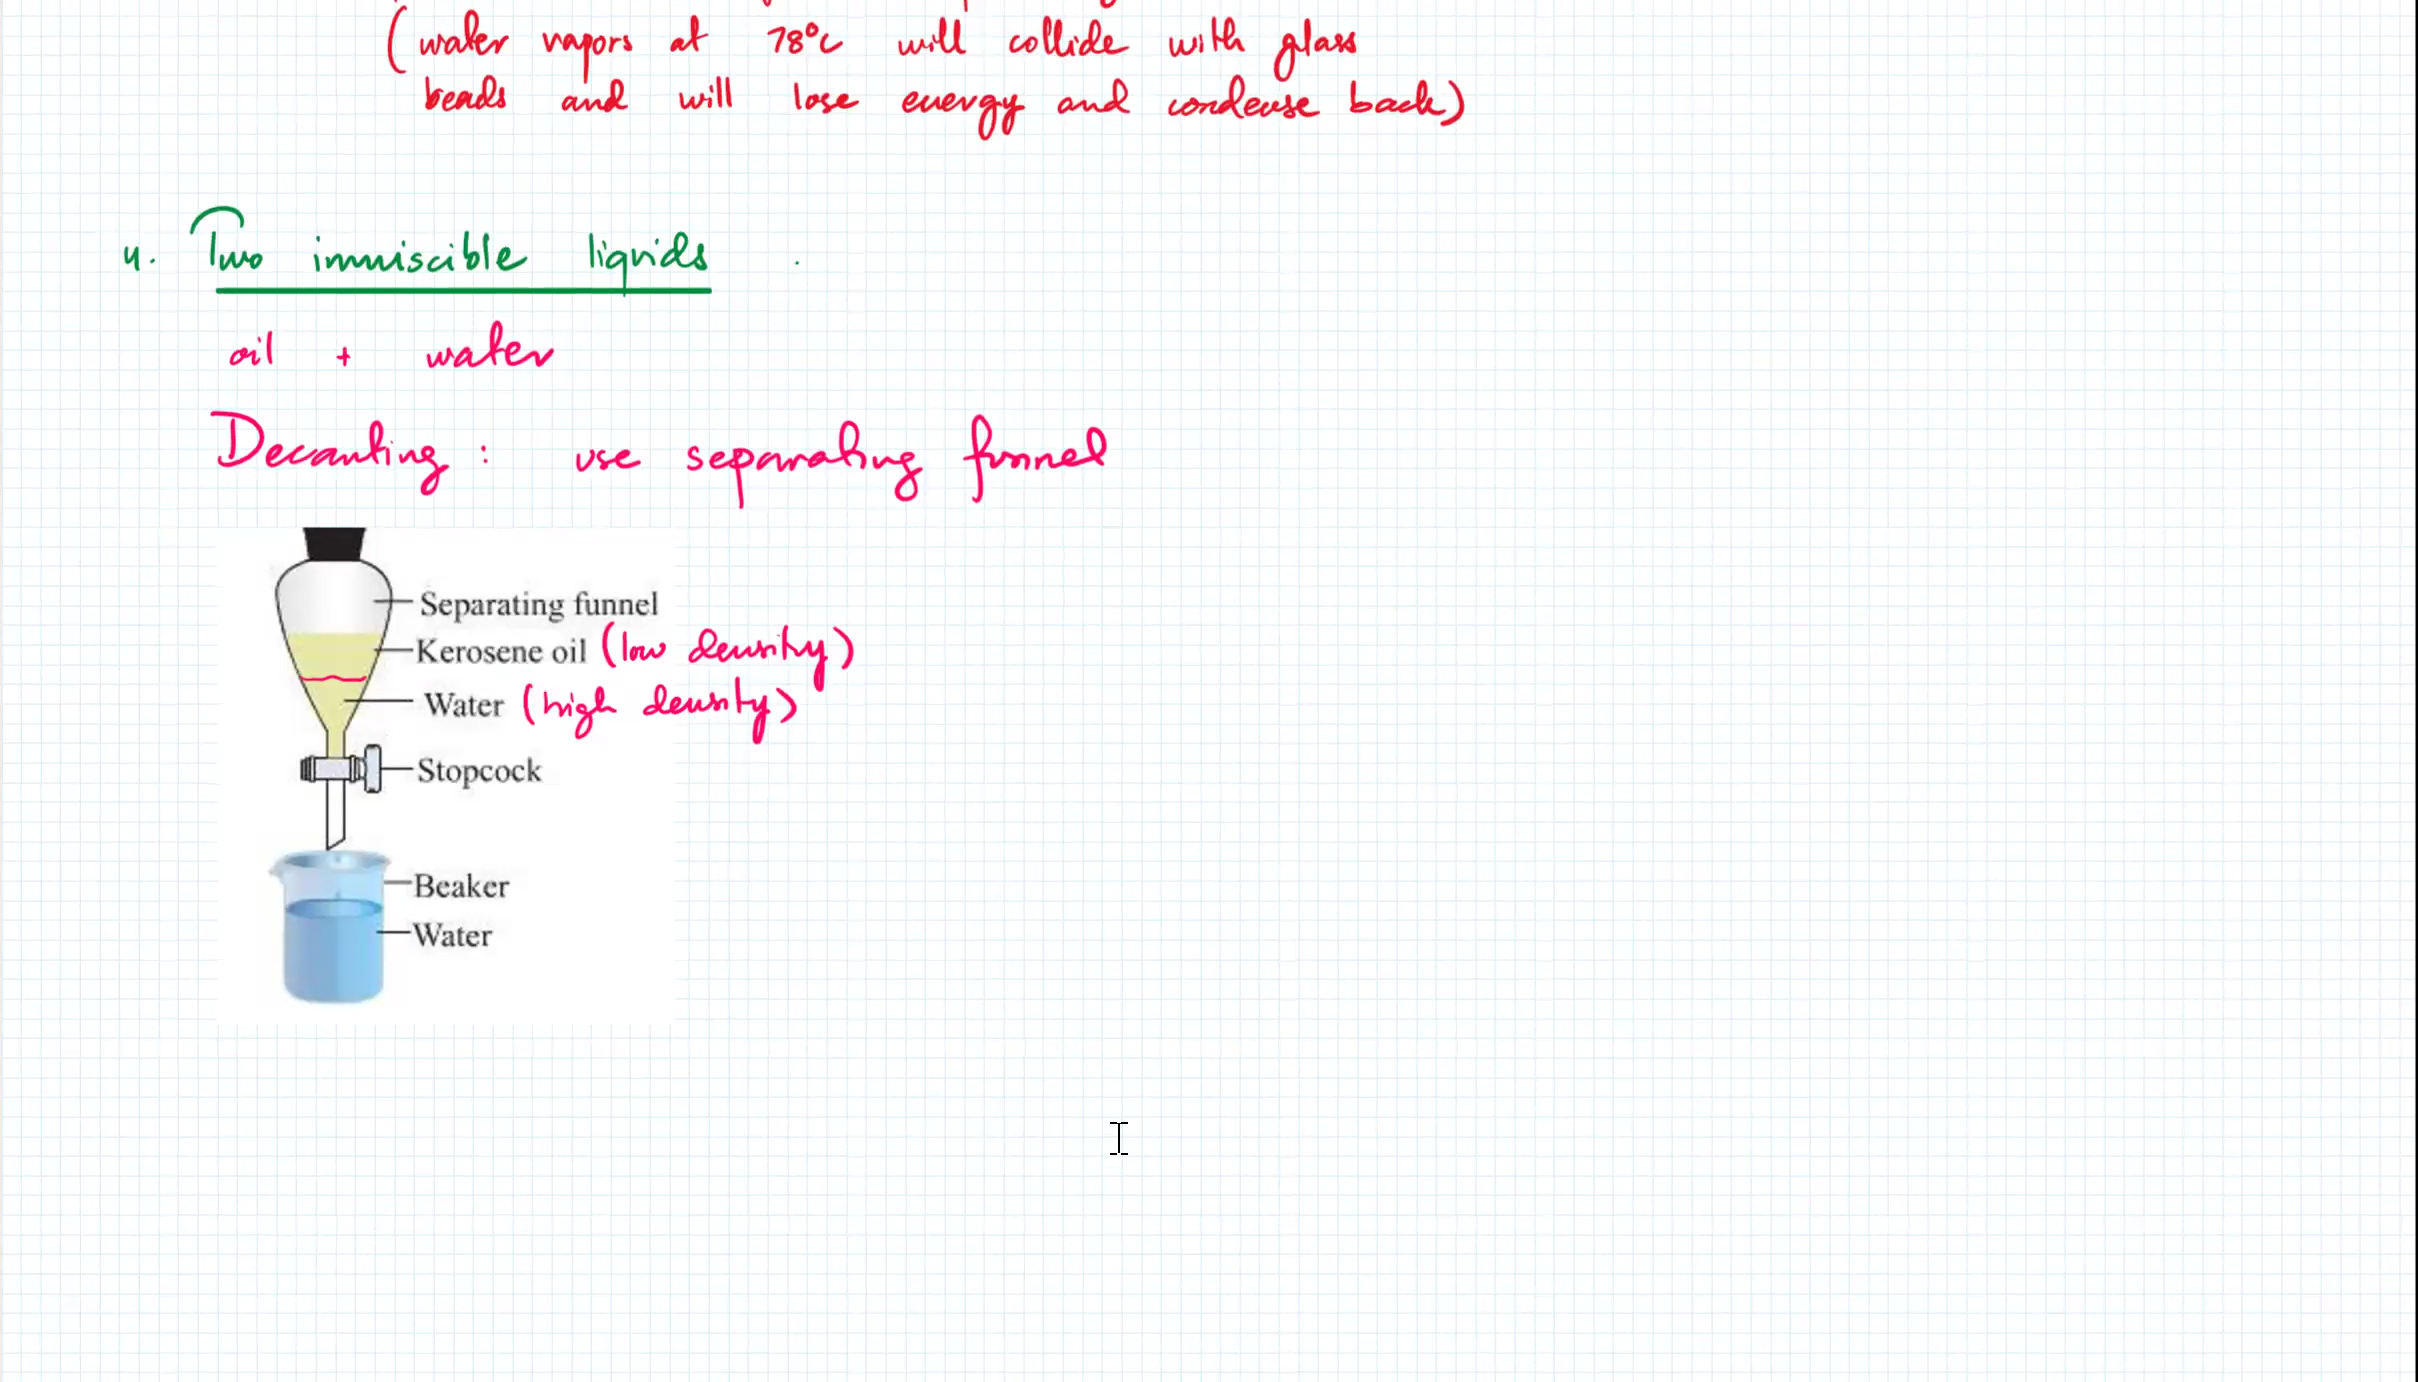 (water vapors at 78°C will collide with glass
beads and will lose energy and condense back)
4. Two immiscible liquids
oil + water
Decanting : use separating funnel
Separating funnel
Kerosene oil (low density)
Water (high density)
Stopcock
Beaker
Water